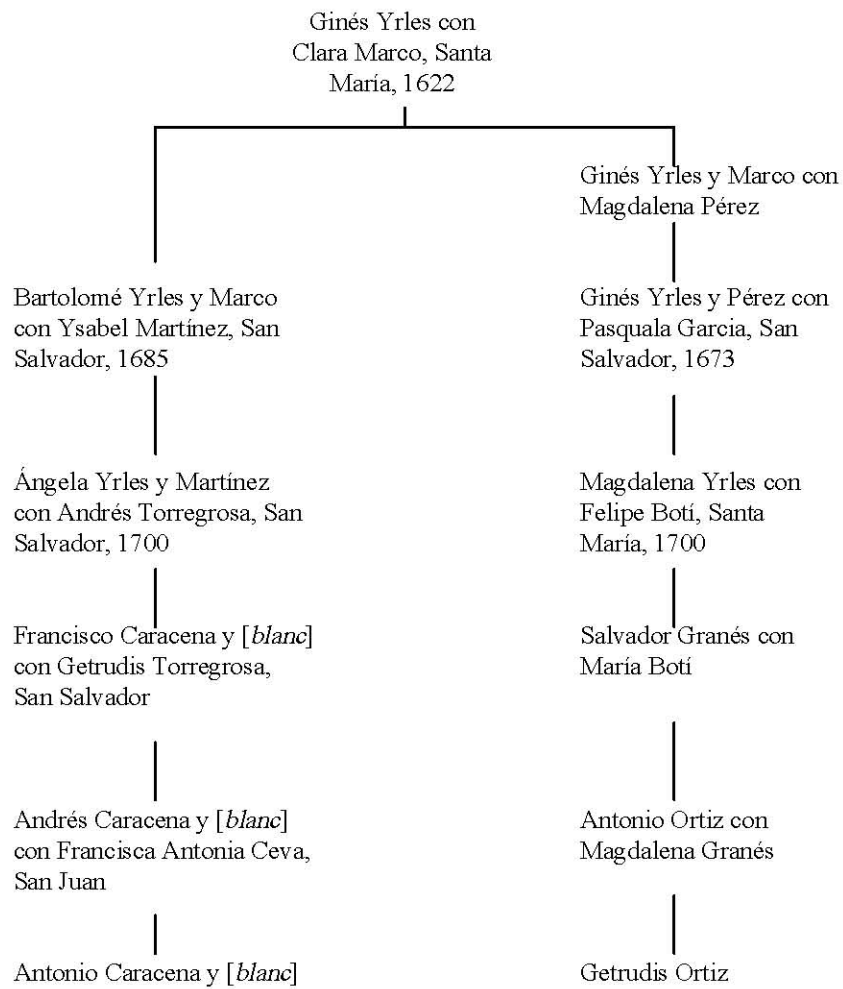 Ginés Yrles con
Clara Marco, Santa
María, 1622
Ginés Yrles y Marco con
Magdalena Pérez
Bartolomé Yrles y Marco
con Ysabel Martínez, San
Salvador, 1685
Ginés Yrles y Pérez con
Pasquala Garcia, San
Salvador, 1673
Ángela Yrles y Martínez
con Andrés Torregrosa, San
Salvador, 1700
Magdalena Yrles con
Felipe Botí, Santa
María, 1700
Francisco Caracena y [blanc]
con Getrudis Torregrosa,
San Salvador
Salvador Granés con
María Botí
Andrés Caracena y [blanc]
con Francisca Antonia Ceva,
San Juan
Antonio Ortiz con
Magdalena Granés
Antonio Caracena y [blanc]
Getrudis Ortiz